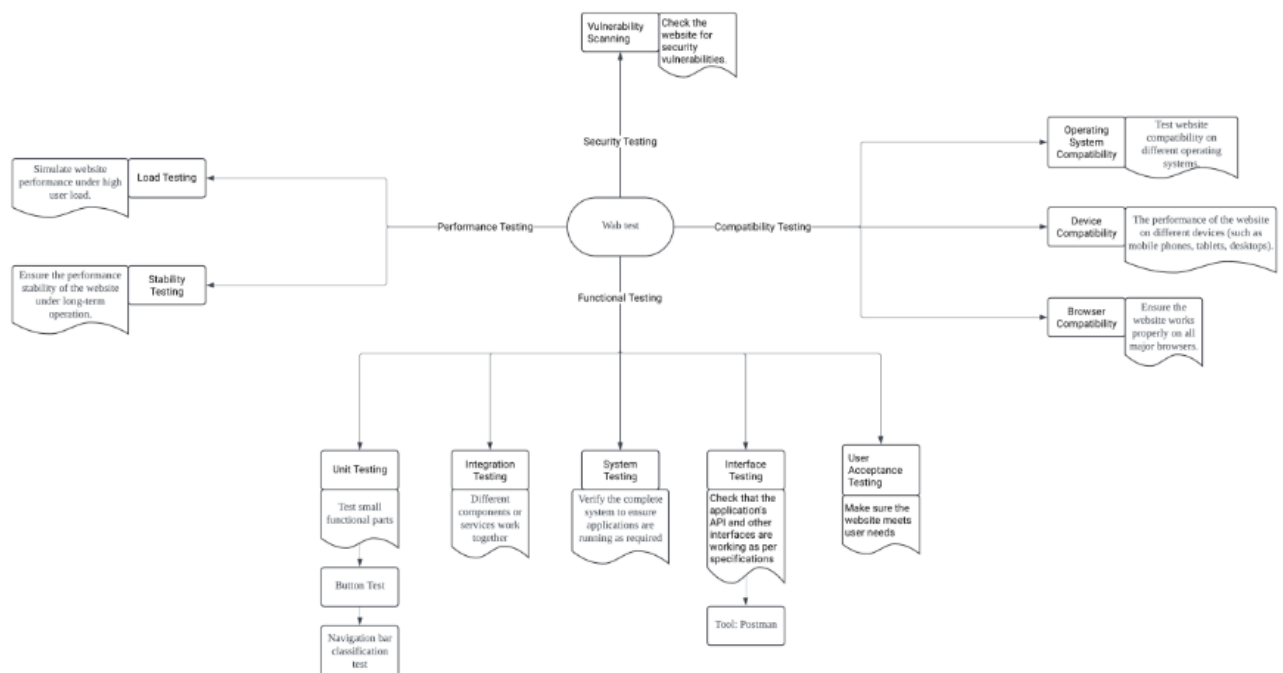 Vulnerability
Scanning
Check the
website for
security
vulnerabilities.
Security Testing
Operating
System
Compatibility
Test website
compatibility on
different operating
systems.
Simulate website
performance under high
user load.
Load Testing
Performance Testing
Wab test
Compatibility Testing
Device
Compatibility
The performance of the website
on different devices (such as
mobile phones, tablets, desktops).
Ensure the performance
stability of the website
under long-term
operation.
Stability
Testing
Functional Testing
Browser
Compatibility
Ensure the
website works
properly on all
major browsers.
Unit Testing
Test small
functional parts
Button Test
Navigation bar
classification
test
Integration
Testing
Different
components or
services work
together
System
Testing
Verify the complete
system to ensure
applications are
running as required
Interface
Testing
Check that the
application's
API and other
interfaces are
working as per
specifications
Tool: Postman
User
Acceptance
Testing
Make sure the
website meets
user needs